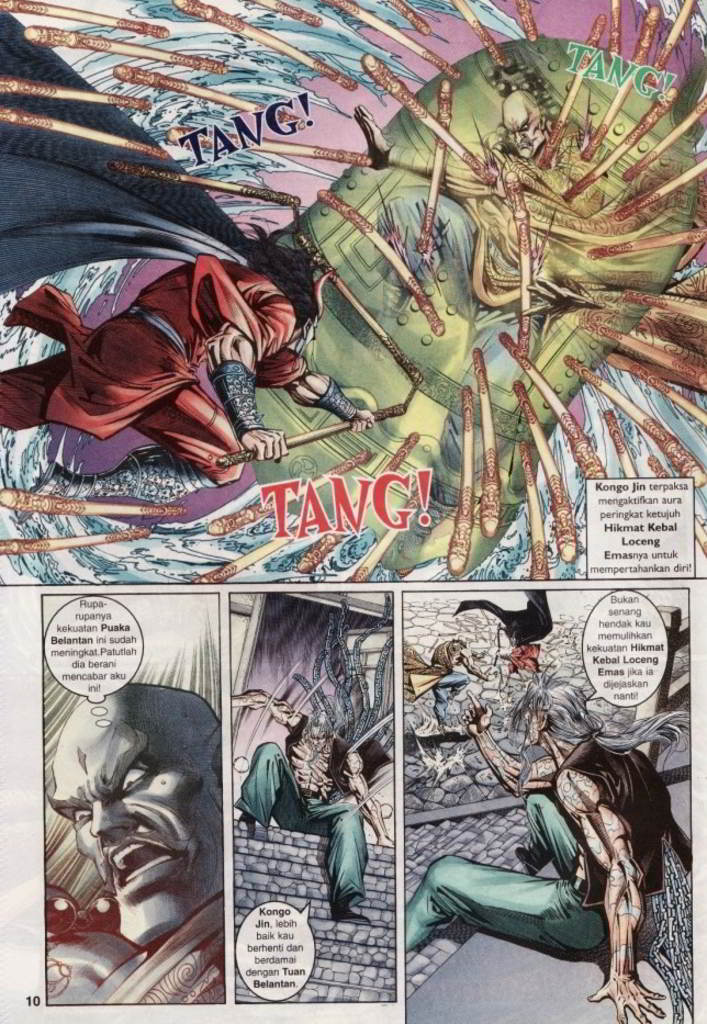 TANG!
TANG!
TANG!
Kongo Jin terpaksa
mengaktifkan aura
peringkat ketujuh
Hikmat Kebal
Loceng
Emasnya untuk
mempertahankan diri!
Rupa-
rupanya
kekuatan Puaka
Belantan ini sudah
meningkat.Patutlah
dia berani
mencabar aku
ini!
Kongo
Jin, lebih
baik kau
berhenti dan
berdamai
dengan Tuan
Belantan.
Bukan
senang
hendak kau
memulihkan
kekuatan Hikmat
Kebal Loceng
Emas jika ia
dijejaskan
nanti!
10